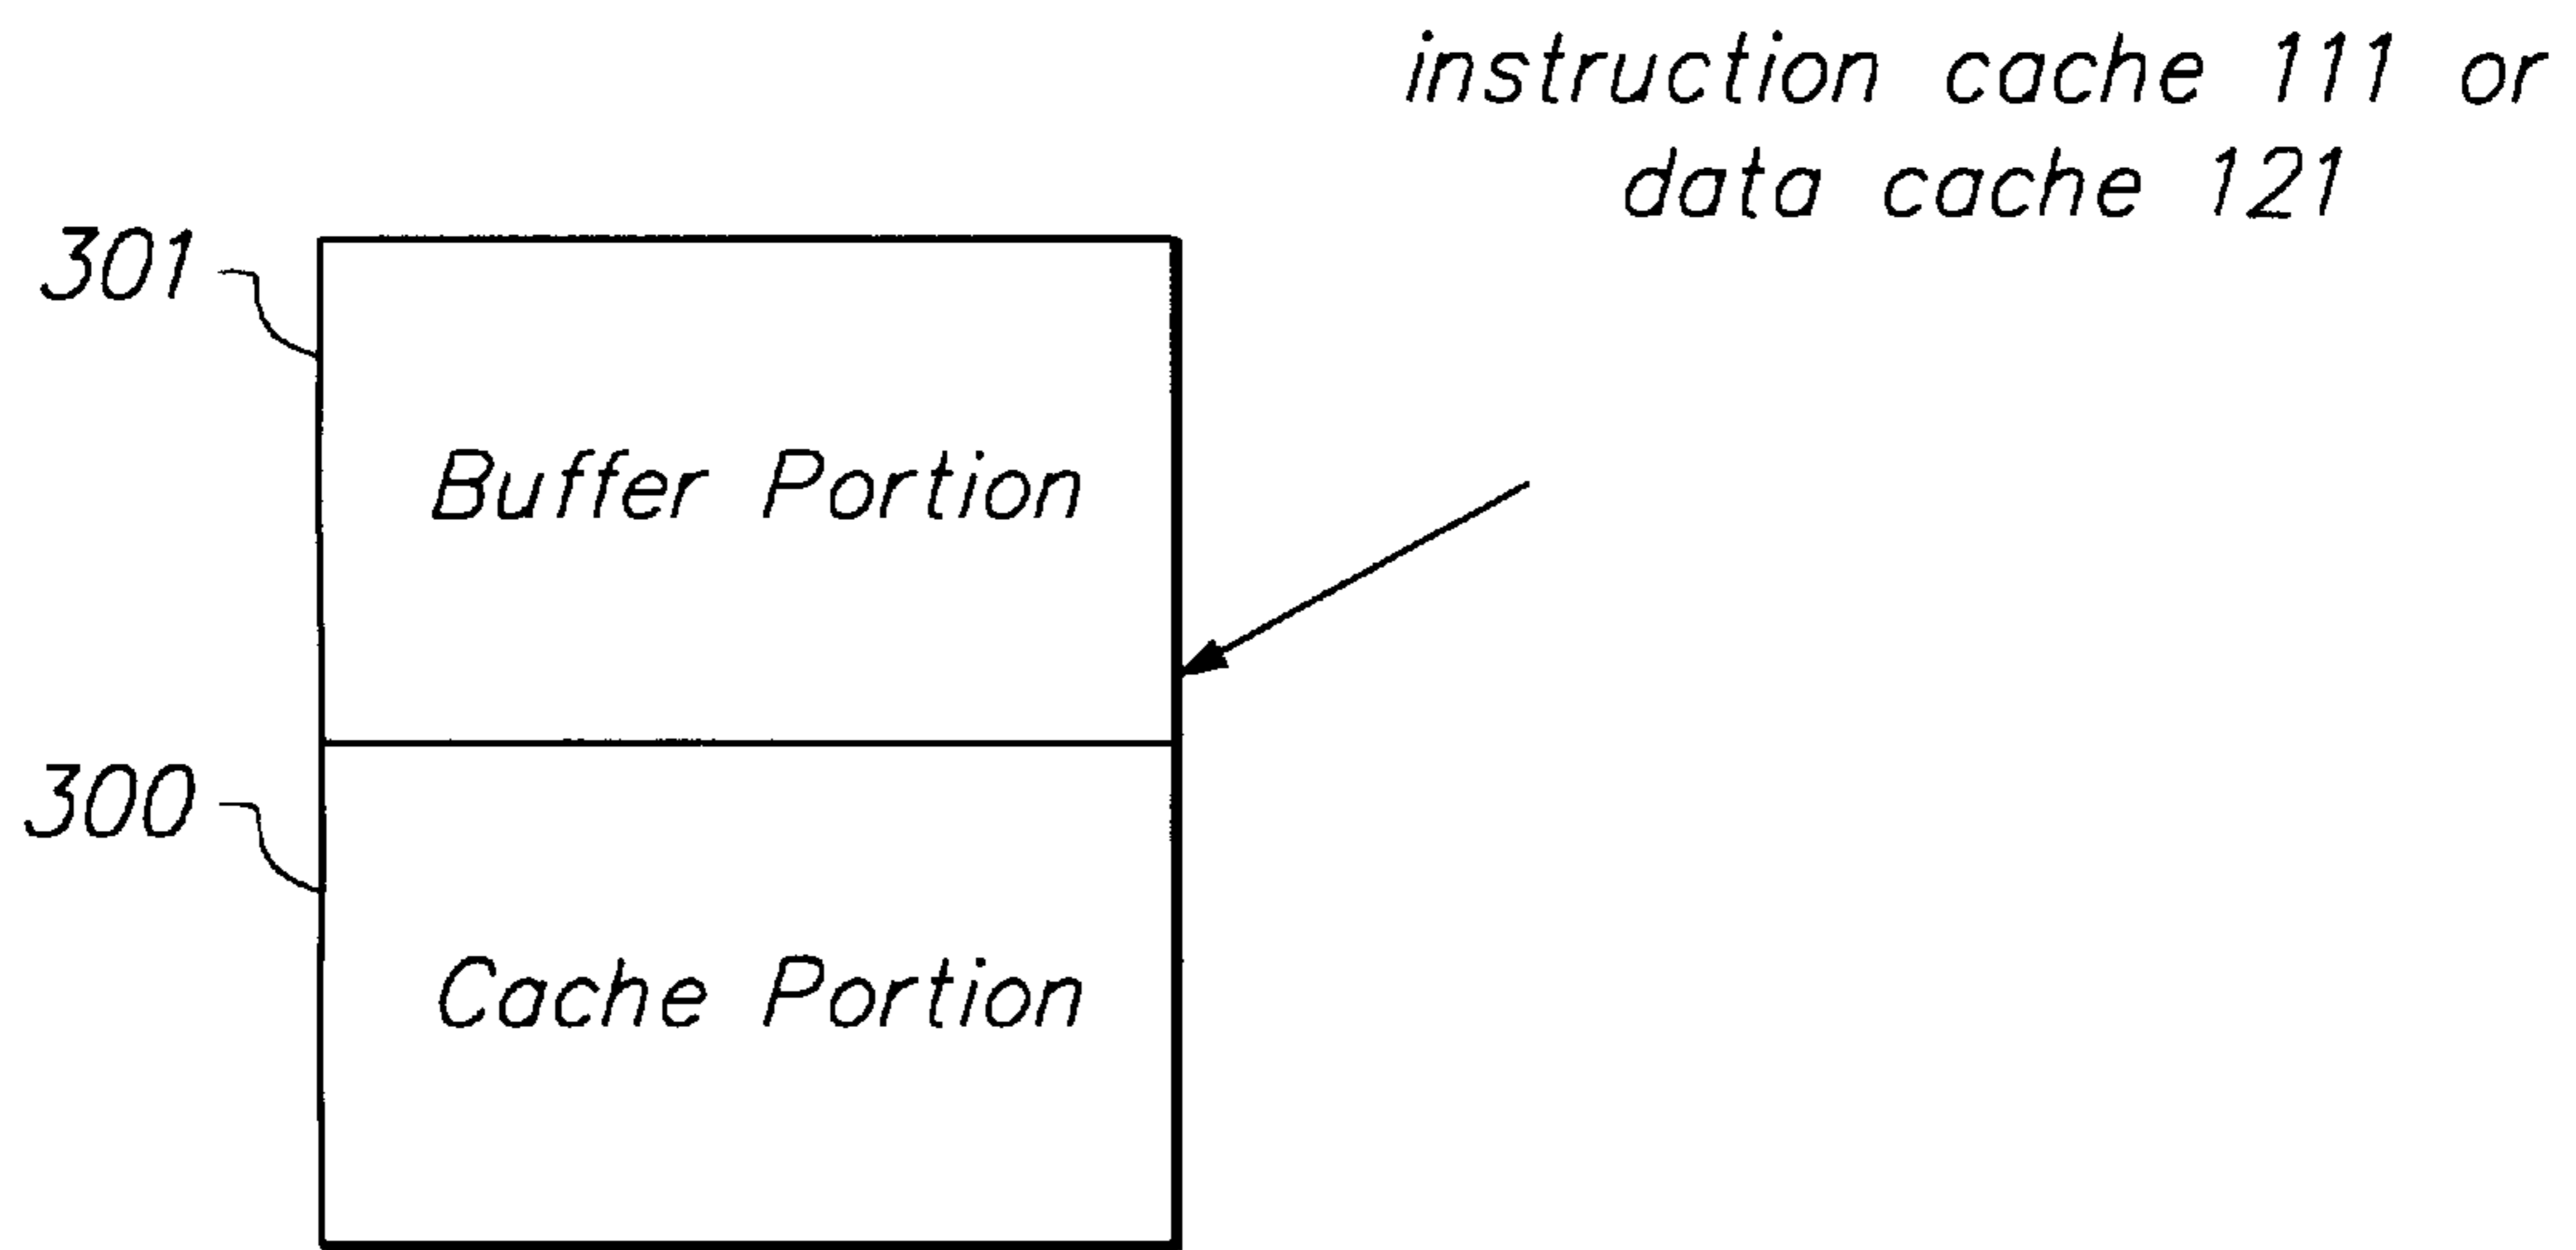 instruction cache 111 or
data cache 121
301
Buffer Portion
300
Cache Portion